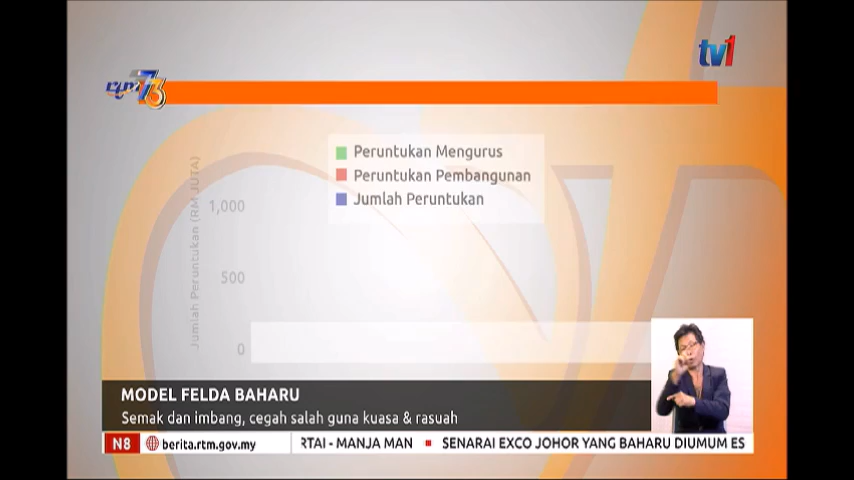 tv1
rtm 73
Peruntukan Mengurus
Peruntukan Pembangunan
Jumlah Peruntukan
Jumlah Peruntukan (RM JUTA)
1,000
500
0
MODEL FELDA BAHARU
Semak dan imbang, cegah salah guna kuasa & rasuah
N8 berita.rtm.gov.my RTAI - MANJA MAN ▪ SENARAI EXCO JOHOR YANG BAHARU DIUMUM ES